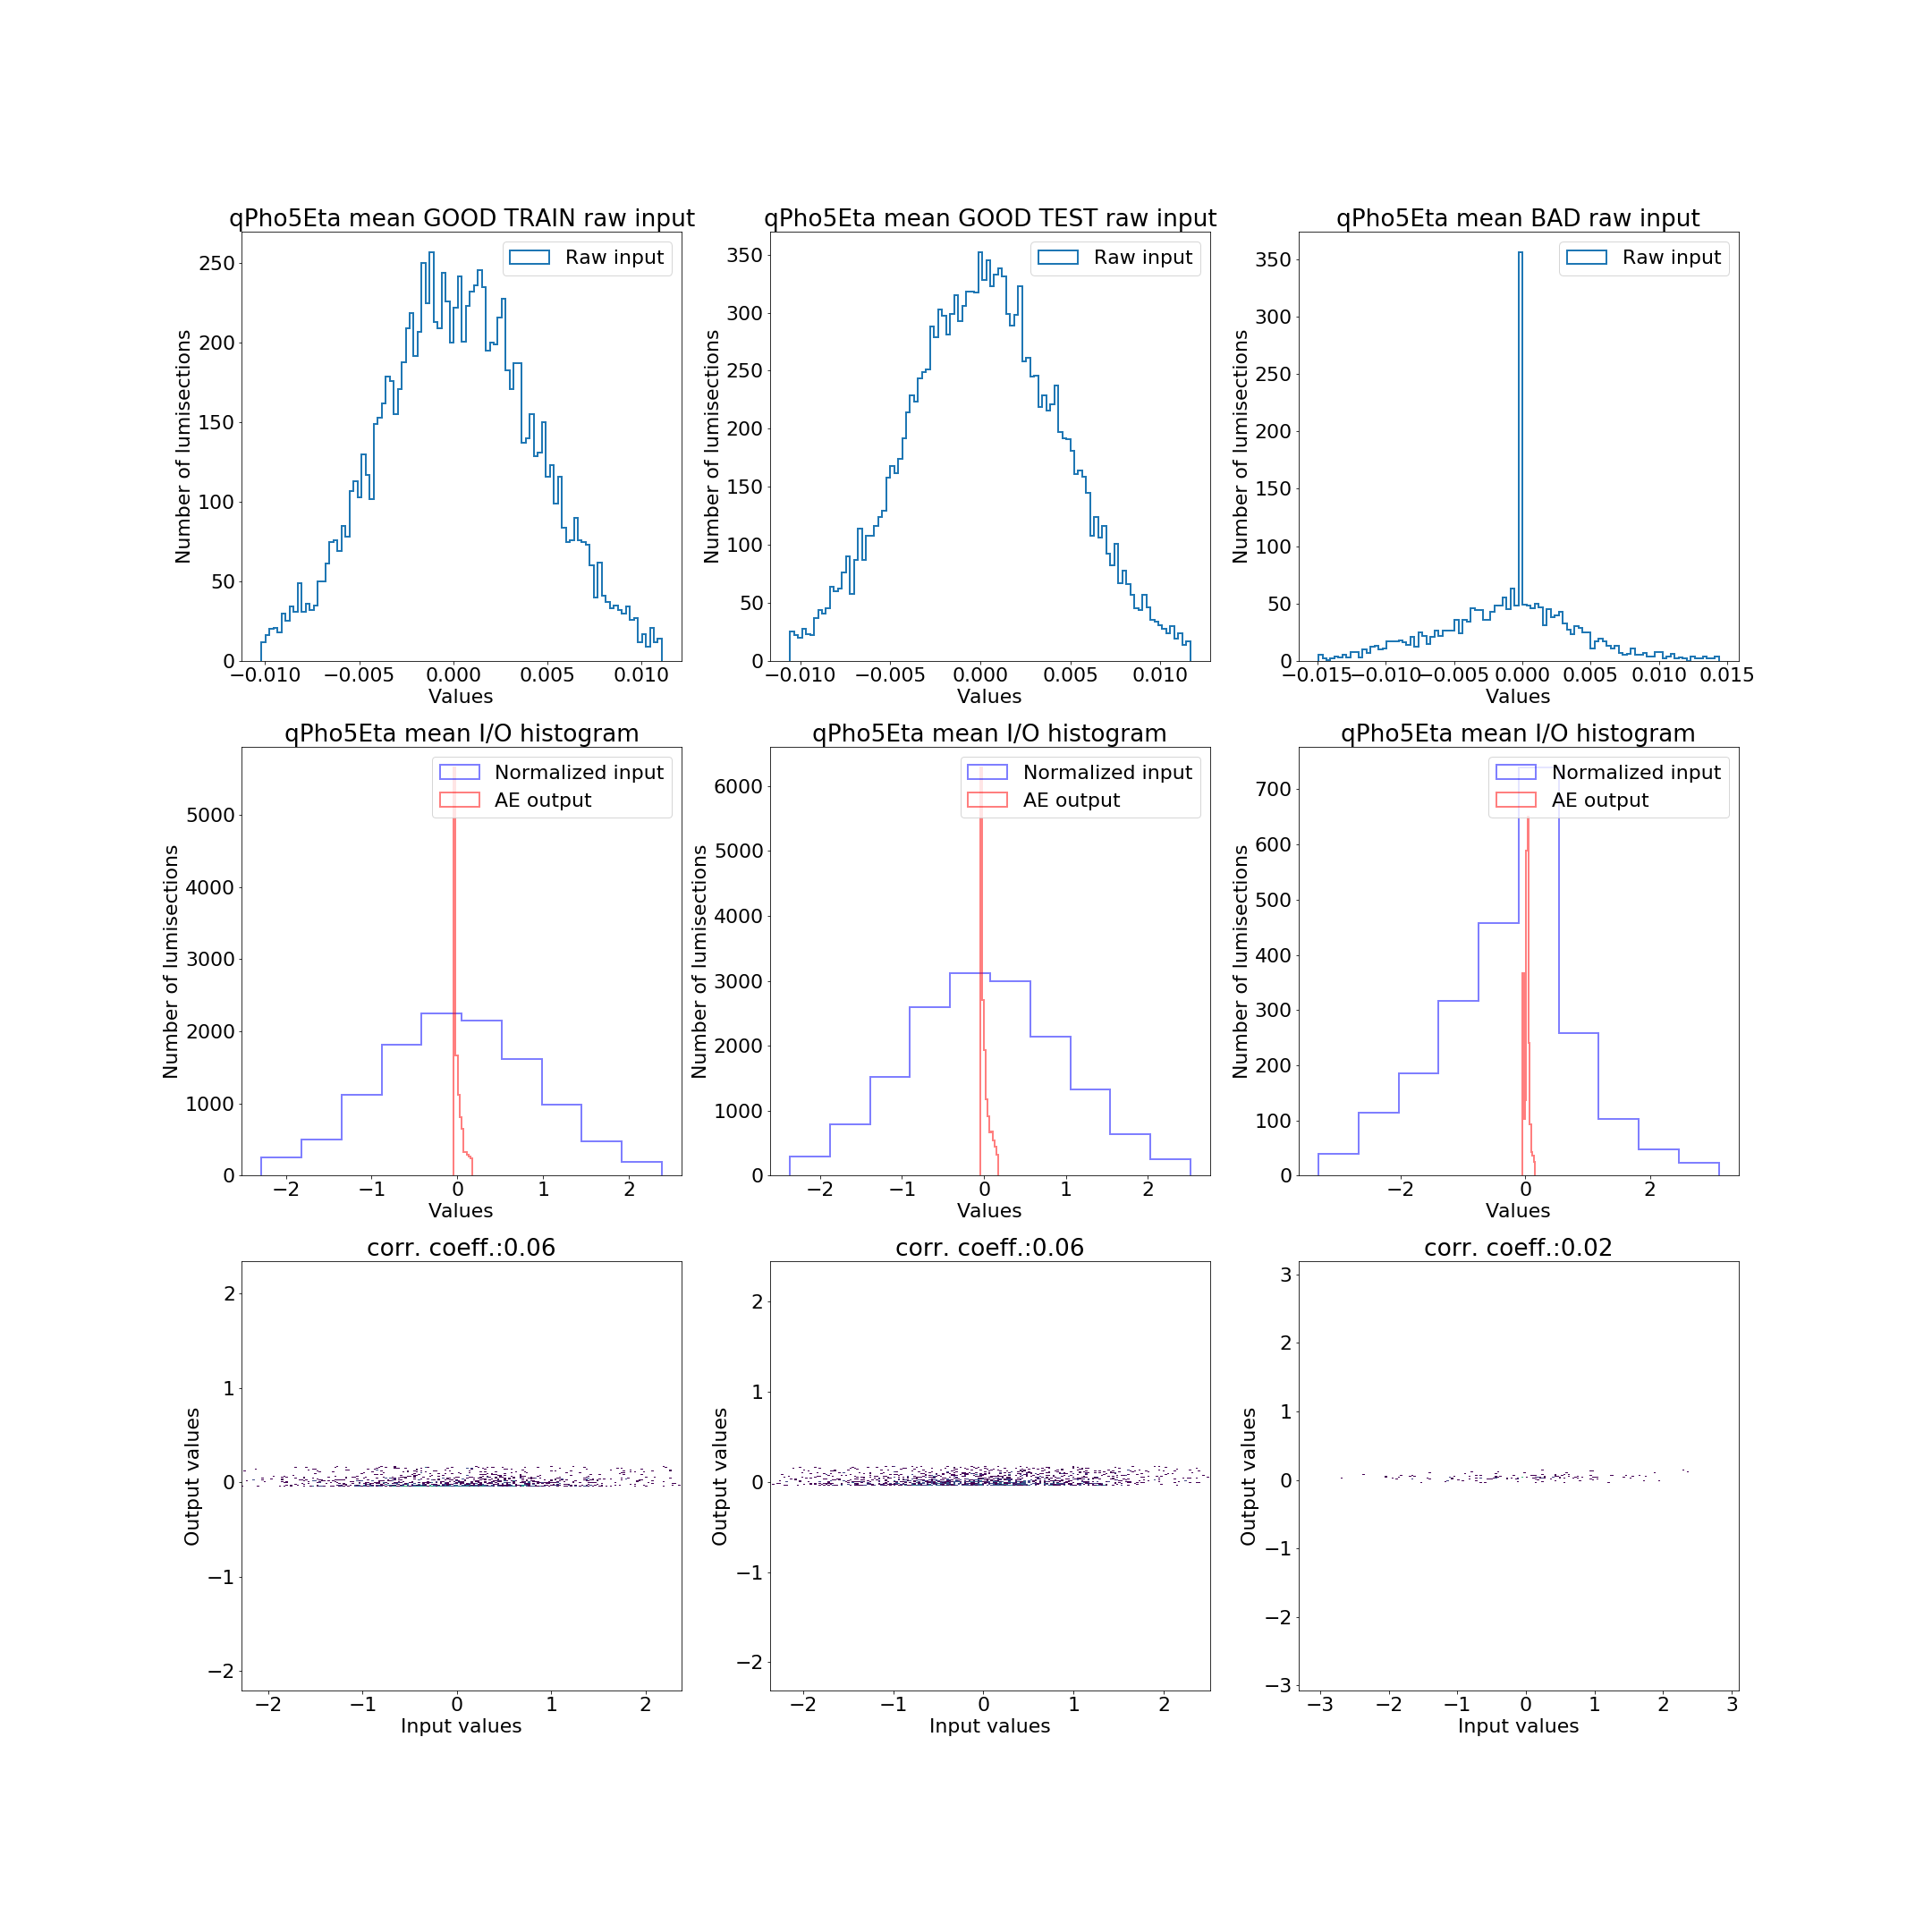 qPho5Eta mean GOOD TRAIN raw input
Raw input
Number of lumisections
250
200
150
100
50
0
−0.010 −0.005 0.000 0.005 0.010
Values
qPho5Eta mean GOOD TEST raw input
Raw input
Number of lumisections
350
300
250
200
150
100
50
0
−0.010 −0.005 0.000 0.005 0.010
Values
qPho5Eta mean BAD raw input
Raw input
Number of lumisections
350
300
250
200
150
100
50
0
−0.015 −0.010 −0.005 0.000 0.005 0.010 0.015
Values
qPho5Eta mean I/O histogram
Normalized input
AE output
Number of lumisections
5000
4000
3000
2000
1000
0
−2 −1 0 1 2
Values
qPho5Eta mean I/O histogram
Normalized input
AE output
Number of lumisections
6000
5000
4000
3000
2000
1000
0
−2 −1 0 1 2
Values
qPho5Eta mean I/O histogram
Normalized input
AE output
Number of lumisections
700
600
500
400
300
200
100
0
−2 0 2
Values
corr. coeff.:0.06
Output values
2
1
0
−1
−2
−2 −1 0 1 2
Input values
corr. coeff.:0.06
Output values
2
1
0
−1
−2
−2 −1 0 1 2
Input values
corr. coeff.:0.02
Output values
3
2
1
0
−1
−2
−3
−3 −2 −1 0 1 2 3
Input values